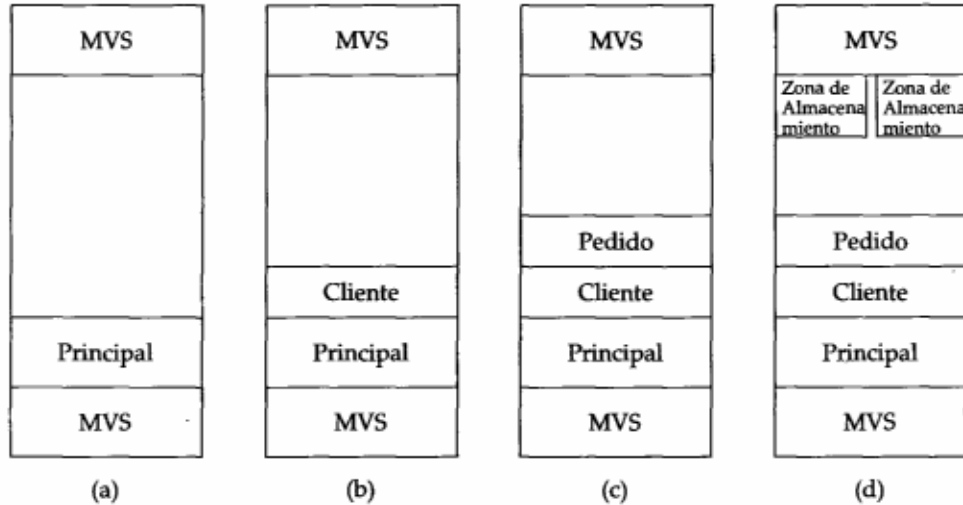 MVS
Principal
MVS
(a)
MVS
Cliente
Principal
MVS
(b)
MVS
Pedido
Cliente
Principal
MVS
(c)
MVS
Zona de
Almacena
miento
Zona de
Almacena
miento
Pedido
Cliente
Principal
MVS
(d)